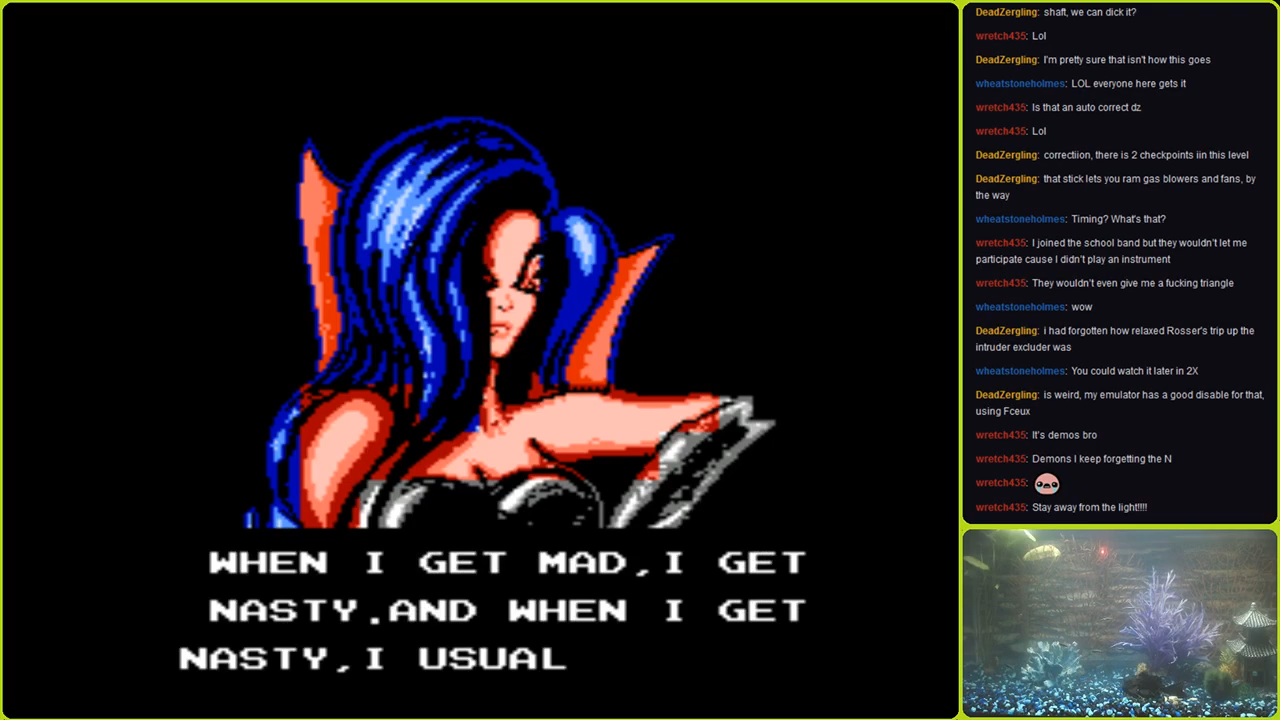 WHEN I GET MAD,I GET
NASTY.AND WHEN I GET
NASTY,I USUAL
DeadZergling: shaft, we can dick it?
wretch435: Lol
DeadZergling: I'm pretty sure that isn't how this goes
wheatstoneholmes: LOL everyone here gets it
wretch435: Is that an auto correct dz
wretch435: Lol
DeadZergling: correctiion, there is 2 checkpoints iin this level
DeadZergling: that stick lets you ram gas blowers and fans, by
the way
wheatstoneholmes: Timing? What's that?
wretch435: I joined the school band but they wouldn't let me
participate cause I didn't play an instrument
wretch435: They wouldn't even give me a fucking triangle
wheatstoneholmes: wow
DeadZergling: i had forgotten how relaxed Rosser's trip up the
intruder excluder was
wheatstoneholmes: You could watch it later in 2X
DeadZergling: is weird, my emulator has a good disable for that,
using Fceux
wretch435: It's demos bro
wretch435: Demons I keep forgetting the N
wretch435:
wretch435: Stay away from the light!!!!